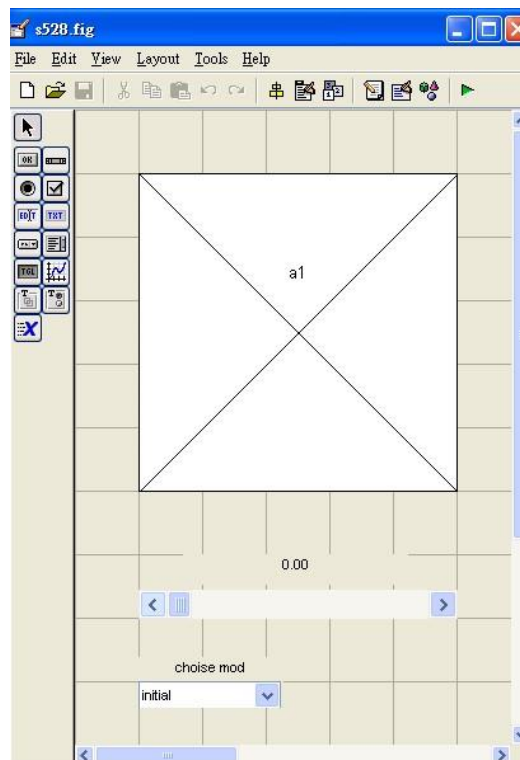 s528.fig
File Edit View Layout Tools Help
OK
EDIT TXT
TGL
a1
0.00
choise mod
initial